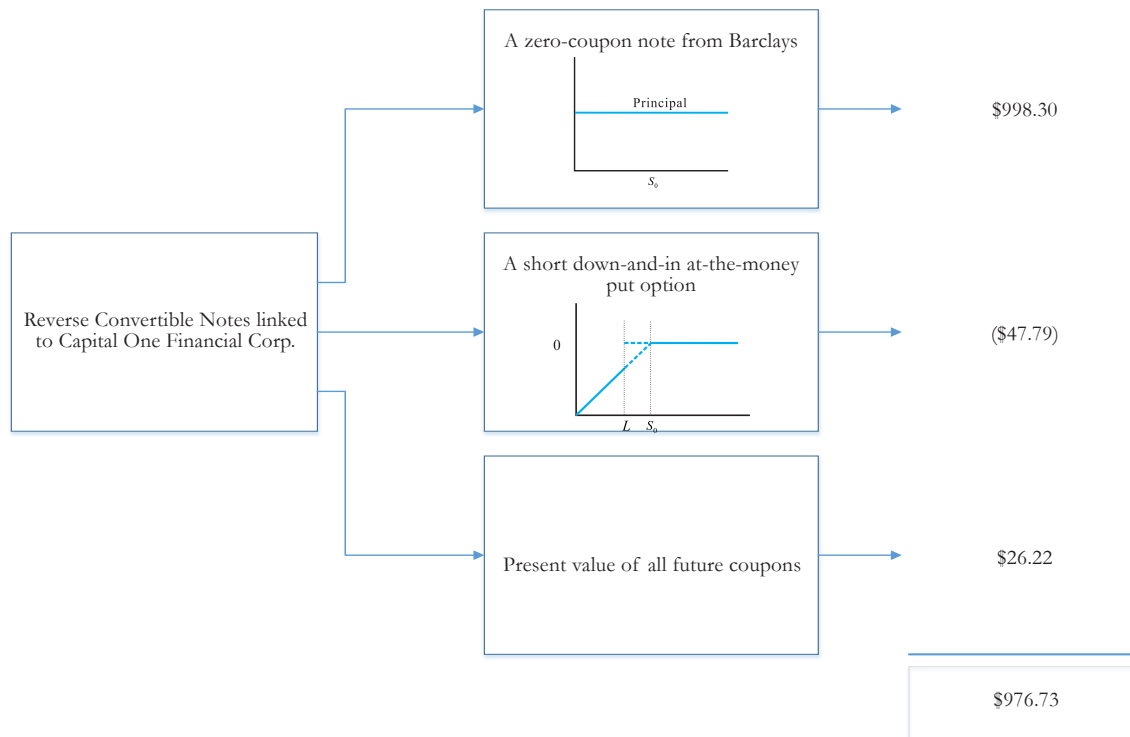 A zero-coupon note from Barclays
Principal
S₀
$998.30
Reverse Convertible Notes linked
to Capital One Financial Corp.
A short down-and-in at-the-money
put option
0
L S₀
($47.79)
Present value of all future coupons
$26.22
$976.73